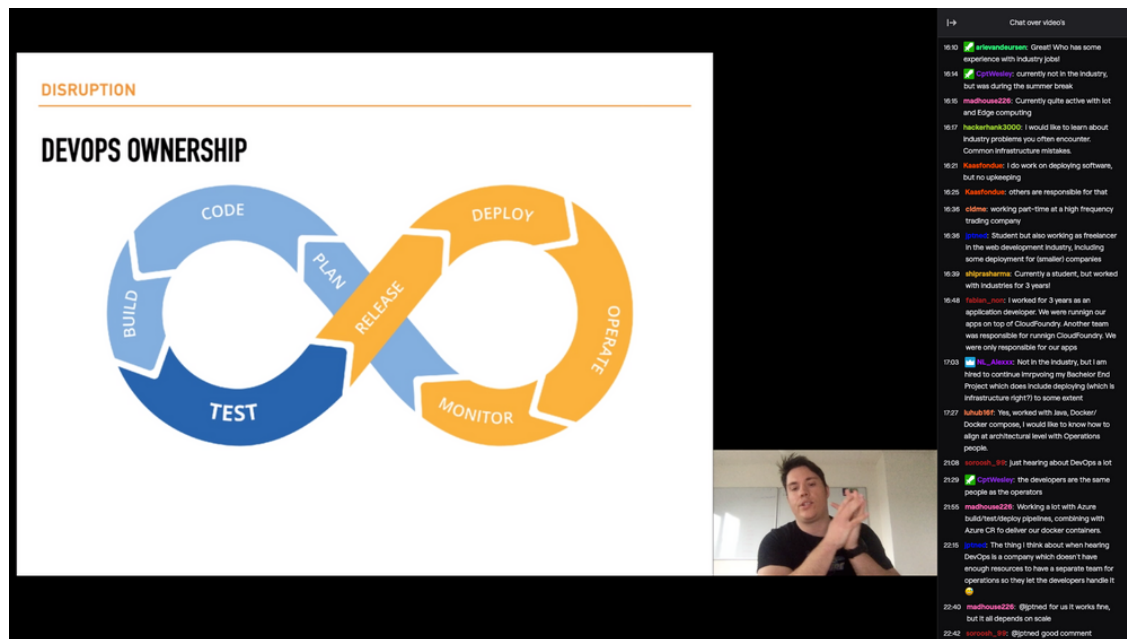 DISRUPTION
DEVOPS OWNERSHIP
CODE
DEPLOY
PLAN
RELEASE
BUILD
OPERATE
TEST
MONITOR
Chat over video's
16:10 arievandeursen: Great! Who has some
experience with industry jobs!
16:14 CptWesley: currently not in the industry,
but was during the summer break
16:15 madhouse226: Currently quite active with Iot
and Edge computing
16:17 hackerhank3000: I would like to learn about
industry problems you often encounter.
Common infrastructure mistakes.
16:21 Kaasfondue: I do work on deploying software,
but no upkeeping
16:25 Kaasfondue: others are responsible for that
16:36 cidme: working part-time at a high frequency
trading company
16:36 jptned: Student but also working as freelancer
in the web development industry, including
some deployment for (smaller) companies
16:39 shiprasharma: Currently a student, but worked
with industries for 3 years!
16:48 fabian_norc: I worked for 3 years as an
application developer. We were runnign our
apps on top of CloudFoundry. Another team
was responsible for runnign CloudFoundry. We
were only responsible for our apps
17:03 NL_Alexxx: Not in the industry, but I am
hired to continue imrpvoing my Bachelor End
Project which does include deploying (which is
infrastructure right?) to some extent
17:27 luhub16f: Yes, worked with Java, Docker/
Docker compose, I would like to know how to
align at architectural level with Operations
people.
21:08 soroosh_99: just hearing about DevOps a lot
21:29 CptWesley: the developers are the same
people as the operators
21:55 madhouse226: Working a lot with Azure
build/test/deploy pipelines, combining with
Azure CR fo deliver our docker containers.
22:15 jptned: The thing I think about when hearing
DevOps is a company which doesn't have
enough resources to have a separate team for
operations so they let the developers handle it
😅
22:40 madhouse226: @jptned for us it works fine,
but it all depends on scale
22:42 soroosh_99: @jptned good comment